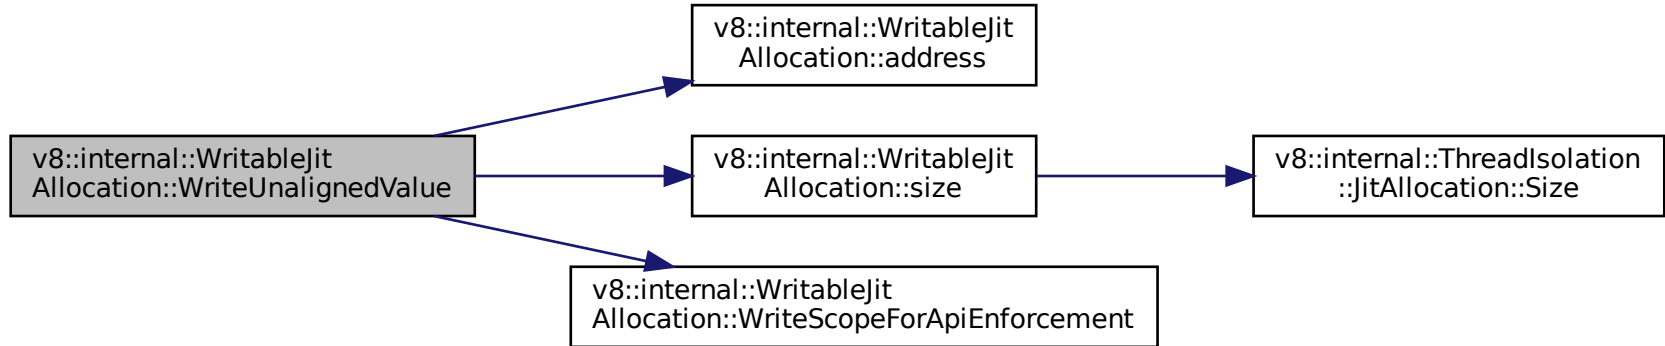 v8::internal::WritableJit
Allocation::WriteUnalignedValue
v8::internal::WritableJit
Allocation::address
v8::internal::WritableJit
Allocation::size
v8::internal::ThreadIsolation
::JitAllocation::Size
v8::internal::WritableJit
Allocation::WriteScopeForApiEnforcement